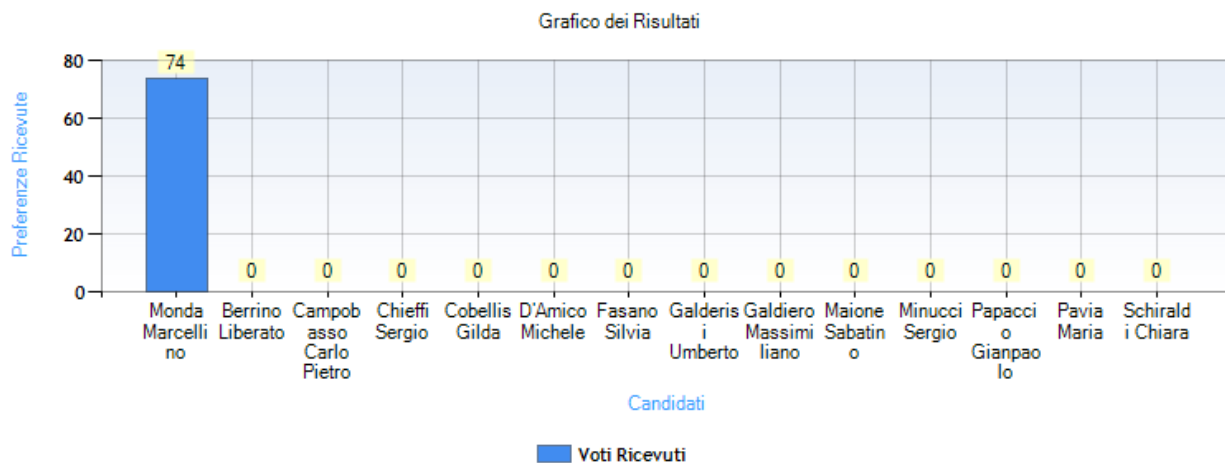 Grafico dei Risultati
Preferenze Ricevute
80
60
40
20
0
74
0
0
0
0
0
0
0
0
0
0
0
0
0
Monda
Marcelli
no
Berrino
Liberato
Campob
asso
Carlo
Pietro
Chieffi
Sergio
Cobellis
Gilda
D'Amico
Michele
Fasano
Silvia
Galderis
i
Umberto
Galdiero
Massimi
liano
Maione
Sabatin
o
Minucci
Sergio
Papacci
o
Gianpao
lo
Pavia
Maria
Schirald
i Chiara
Candidati
Voti Ricevuti